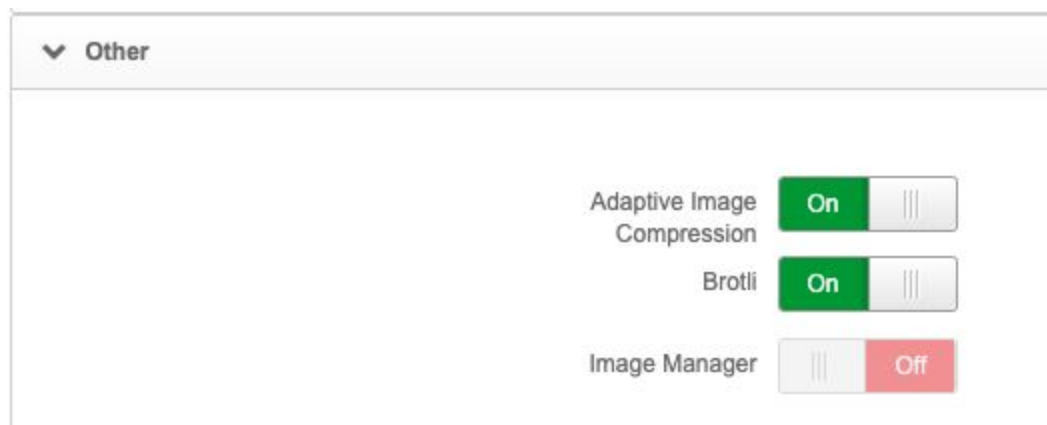 Other
Adaptive Image
Compression
On
Brotli
On
Image Manager
Off